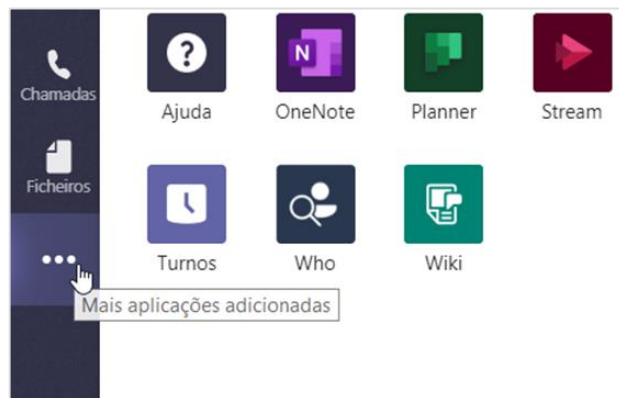 Chamadas
Ficheiros
Ajuda
OneNote
Planner
Stream
Turnos
Who
Wiki
Mais aplicações adicionadas
N